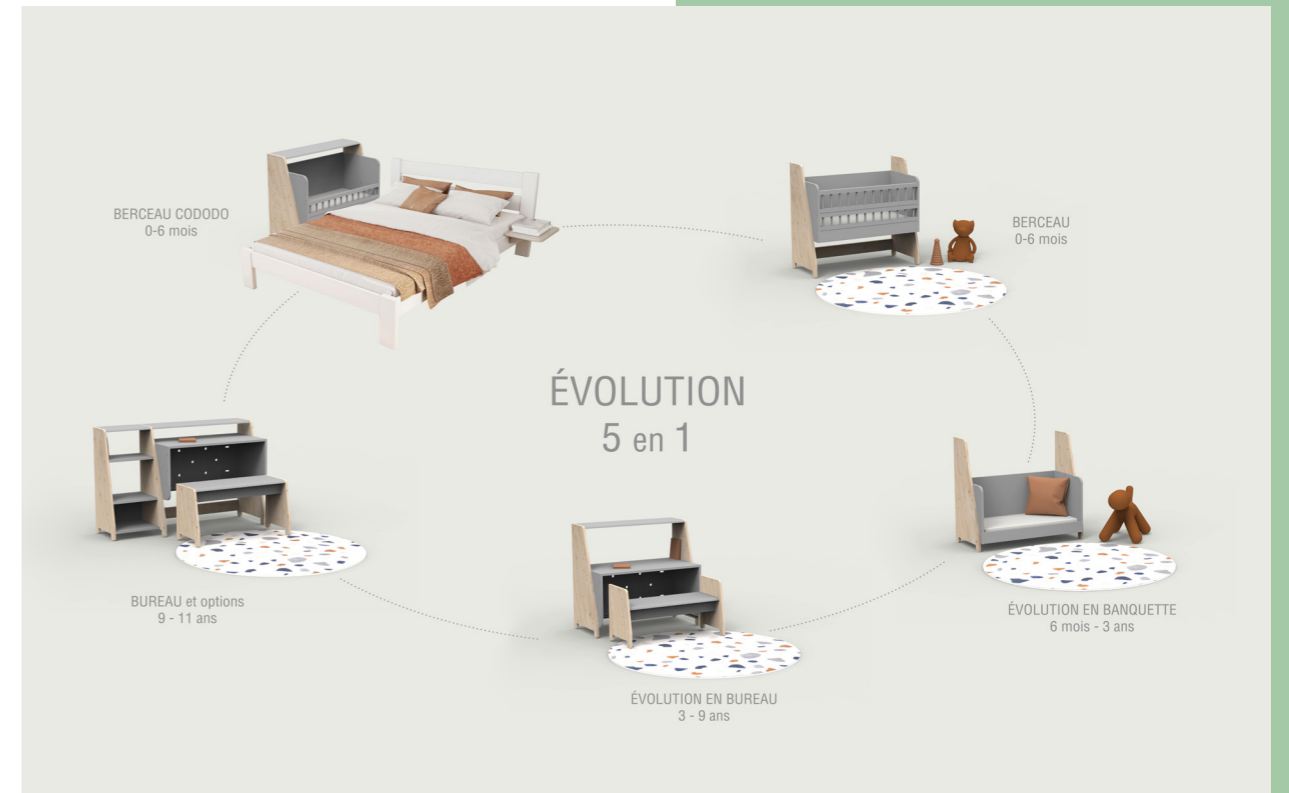 BERCEAU CODODO
0-6 mois
BERCEAU
0-6 mois
ÉVOLUTION
5 en 1
BUREAU et options
9 - 11 ans
ÉVOLUTION EN BANQUETTE
6 mois - 3 ans
ÉVOLUTION EN BUREAU
3 - 9 ans